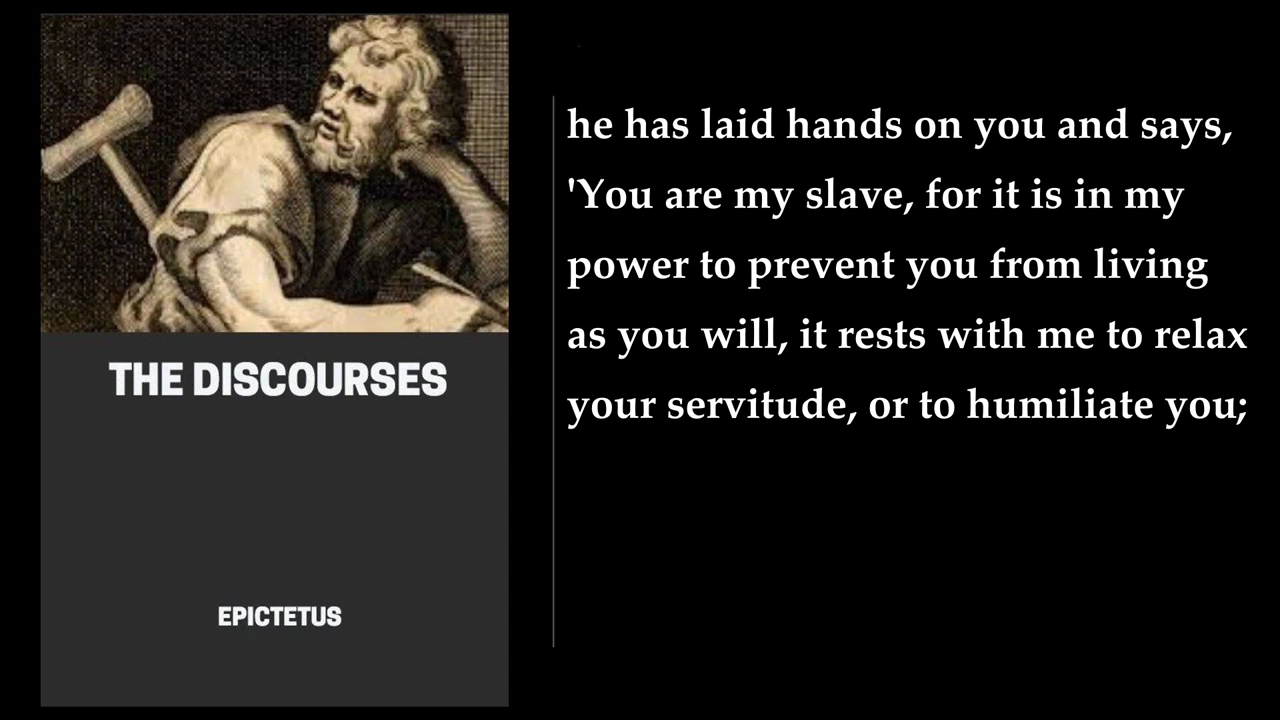 THE DISCOURSES
EPICTETUS
he has laid hands on you and says,
'You are my slave, for it is in my
power to prevent you from living
as you will, it rests with me to relax
your servitude, or to humiliate you;